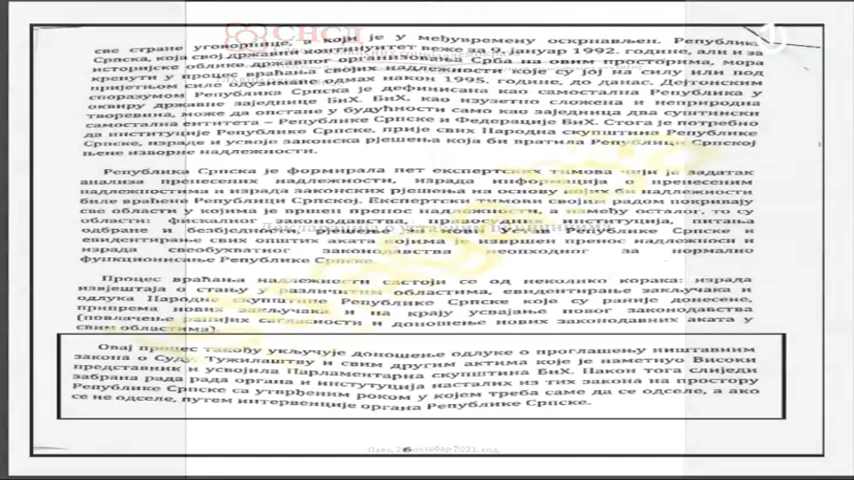 СНСД
све стране уговорнице, а који је у међувремену оскрнављен. Република
Српска, која свој државни континуитет веже за 9. јануар 1992. године, али и за
историјске облике државног организовања Срба на овим просторима, мора
кренути у процес враћања својих надлежности које су јој на силу или под
пријетњом силе одузимане одмах након 1995. године, до данас. Дејтонским
споразумом Република Српска је дефинисана као самостална Република у
оквиру државне заједнице БиХ. БиХ, као изузетно сложена и неприродна
творевина, може да опстане у будућности само као заједница два суштински
самостална ентитета – Републике Српске и Федерације БиХ. Стога је потребно
да институције Републике Српске, прије свих Народна скупштина Републике
Српске, израде и усвоје законска рјешења која би вратила Републици Српској
њене изворне надлежности.
Република Српска је формирала пет експертских тимова чији је задатак
анализа пренесених надлежности, израда информација о пренесеним
надлежностима и израда законских рјешења на основу којих би надлежности
биле враћене Републици Српској. Експертски тимови својим радом покривају
све области у којима је вршен пренос надлежности, а између осталог, то су
области: фискалног законодавства, правосудних институција, питања
одбране и безбједности, рјешење за нови Устав Републике Српске и
евидентирање свих општих аката којима је извршен пренос надлежности и
израда свеобухватног законодавства неопходног за нормално
функционисање Републике Српске.
Процес враћања надлежности састоји се од неколико корака: израда
извјештаја о стању у различитим областима, евидентирање закључака и
одлука Народне скупштине Републике Српске које су раније донесене,
припрема нових закључака и на крају усвајање новог законодавства
(повлачење ранијих сагласности и доношење нових законодавних аката у
свим областима).
Овај процес такођу укључује доношење одлуке о проглашењу ништавним
закона о Суду, Тужилаштву и свим другим актима које је наметнуо Високи
представник и усвојила Парламентарна скупштина БиХ. Након тога слиједи
забрана рада рада органа и инстутуција насталих из тих закона на простору
Републике Српске са утврђеним роком у којем треба саме да се одселе, а ако
се не одселе, путем интервенције органа Републике Српске.
Пале, октобар 2021. год.